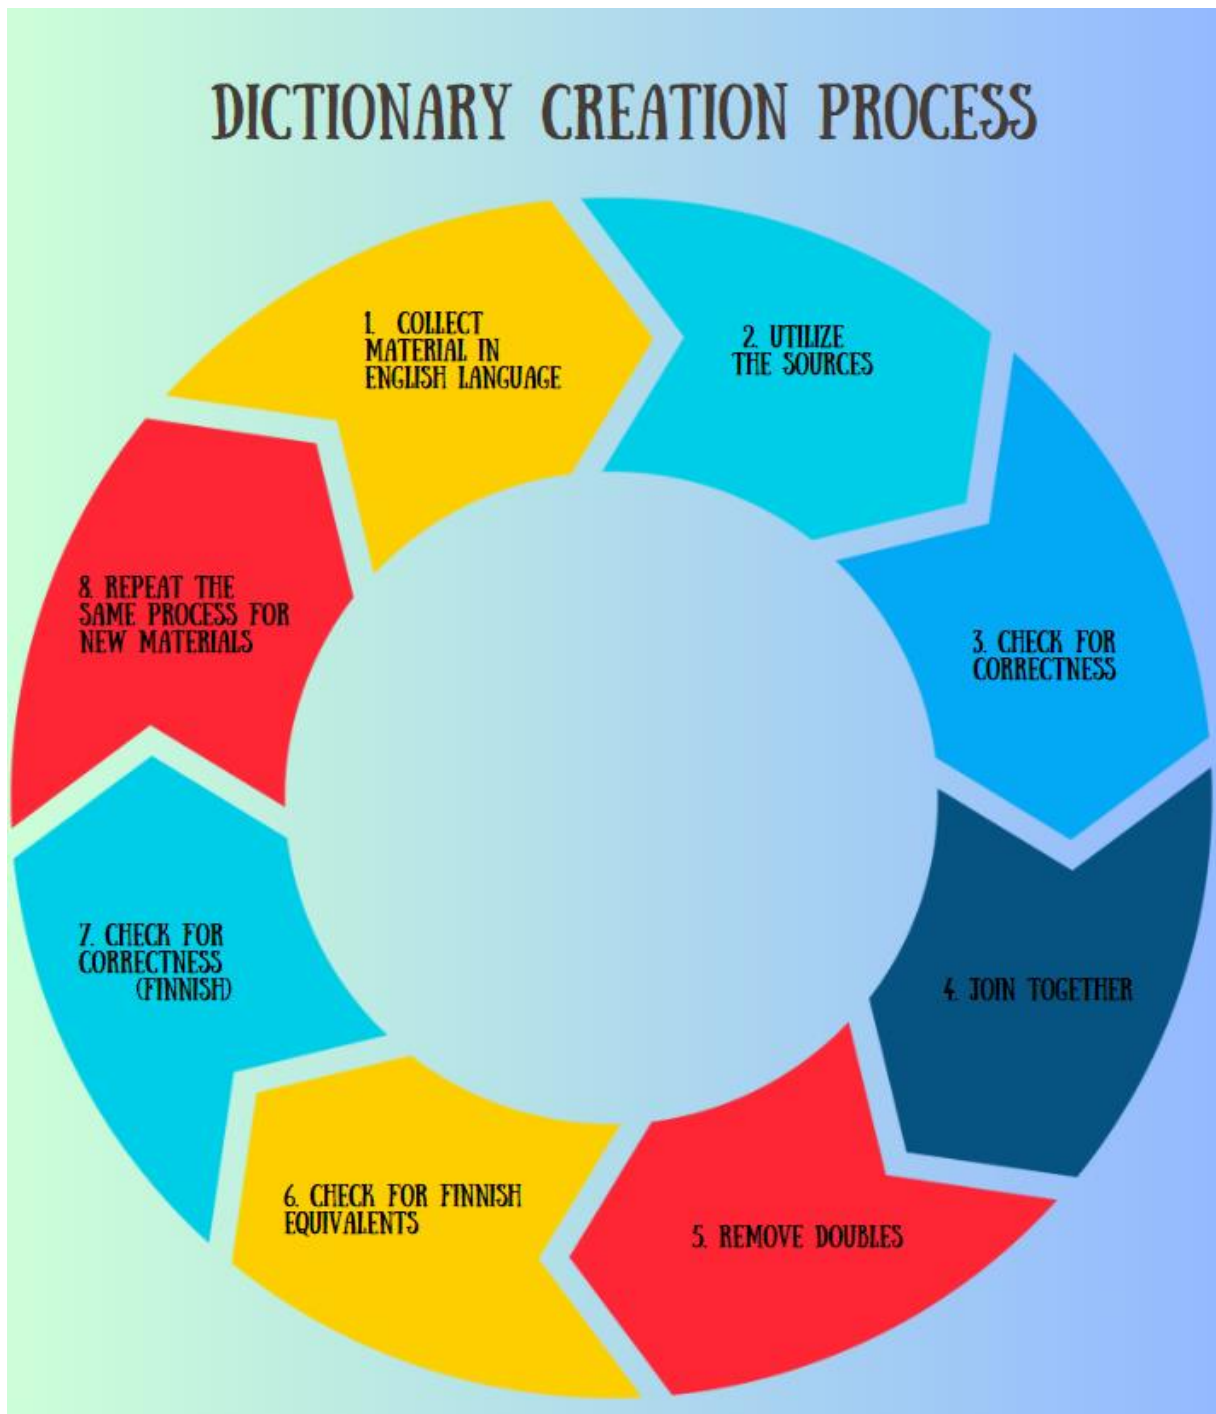 DICTIONARY CREATION PROCESS
1. COLLECT
MATERIAL IN
ENGLISH LANGUAGE
2. UTILIZE
THE SOURCES
3. CHECK FOR
CORRECTNESS
4. JOIN TOGETHER
5. REMOVE DOUBLES
6. CHECK FOR FINNISH
EQUIVALENTS
7. CHECK FOR
CORRECTNESS
(FINNISH)
8. REPEAT THE
SAME PROCESS FOR
NEW MATERIALS